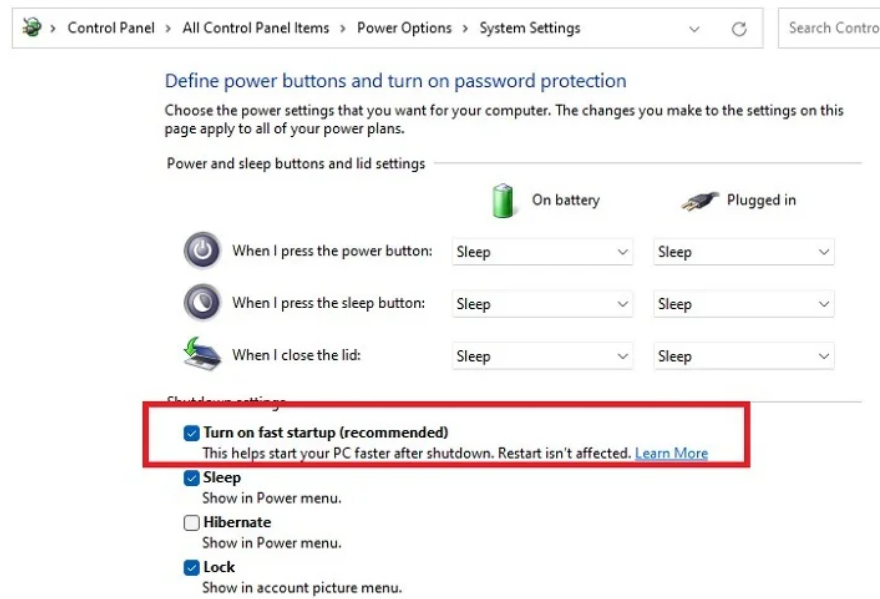 Control Panel > All Control Panel Items > Power Options > System Settings
Search Contro
Define power buttons and turn on password protection
Choose the power settings that you want for your computer. The changes you make to the settings on this
page apply to all of your power plans.
Power and sleep buttons and lid settings
On battery Plugged in
When I press the power button: Sleep Sleep
When I press the sleep button: Sleep Sleep
When I close the lid: Sleep Sleep
Shutdown settings
Turn on fast startup (recommended)
This helps start your PC faster after shutdown. Restart isn't affected. Learn More
Sleep
Show in Power menu.
Hibernate
Show in Power menu.
Lock
Show in account picture menu.